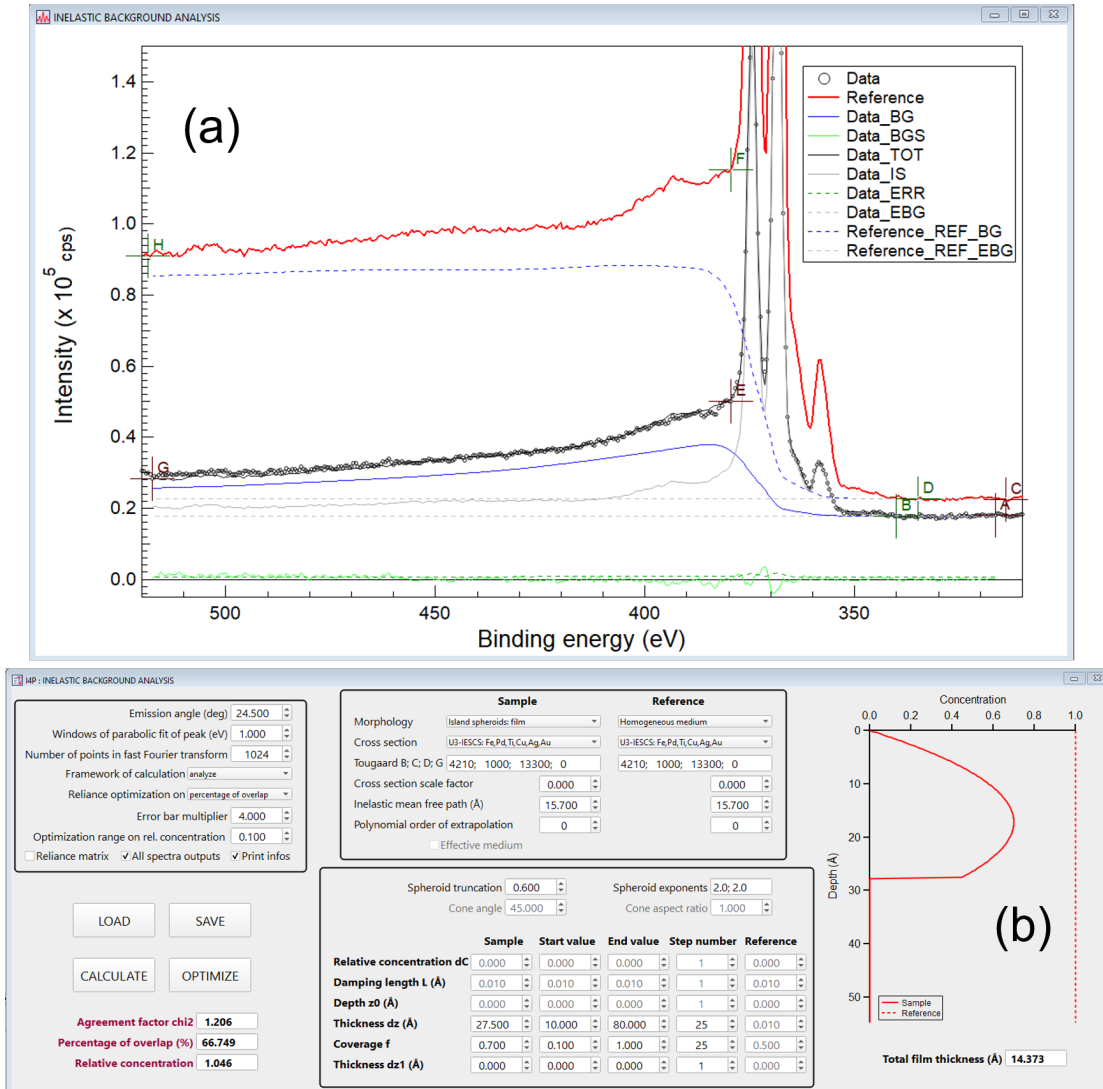 INELASTIC BACKGROUND ANALYSIS
(a)
Intensity (x 10 5 cps)
1.4
1.2
1.0
0.8
0.6
0.4
0.2
0.0
500
450
400
350
Binding energy (eV)
H
F
G
E
B
D
A
C
Data
Reference
Data_BG
Data_BGS
Data_TOT
Data_IS
Data_ERR
Data_EBG
Reference_REF_BG
Reference_REF_EBG
I4P : INELASTIC BACKGROUND ANALYSIS
Emission angle (deg) 24.500
Windows of parabolic fit of peak (eV) 1.000
Number of points in fast Fourier transform 1024
Framework of calculation analyze
Reliance optimization on percentage of overlap
Error bar multiplier 4.000
Optimization range on rel. concentration 0.100
Reliance matrix All spectra outputs Print infos
LOAD SAVE
CALCULATE OPTIMIZE
Agreement factor chi2 1.206
Percentage of overlap (%) 66.749
Relative concentration 1.046
Sample Reference
Morphology Island spheroids: film Homogeneous medium
Cross section U3-IESCS: Fe,Pd,Ti,Cu,Ag,Au U3-IESCS: Fe,Pd,Ti,Cu,Ag,Au
Tougaard B; C; D; G 4210; 1000; 13300; 0 4210; 1000; 13300; 0
Cross section scale factor 0.000 0.000
Inelastic mean free path (Å) 15.700 15.700
Polynomial order of extrapolation 0 0
Effective medium
Spheroid truncation 0.600 Spheroid exponents 2.0; 2.0
Cone angle 45.000 Cone aspect ratio 1.000
Sample Start value End value Step number Reference
Relative concentration dC 0.000 0.000 0.000 1 0.000
Damping length L (Å) 0.010 0.010 0.010 1 0.010
Depth z0 (Å) 0.000 0.000 0.000 1 0.000
Thickness dz (Å) 27.500 10.000 80.000 25 0.010
Coverage f 0.700 0.100 1.000 25 0.500
Thickness dz1 (Å) 0.000 0.000 0.000 1 0.000
Concentration
0.0 0.2 0.4 0.6 0.8 1.0
0
10
20
30
40
50
Depth (Å)
(b)
Sample
Reference
Total film thickness (Å) 14.373